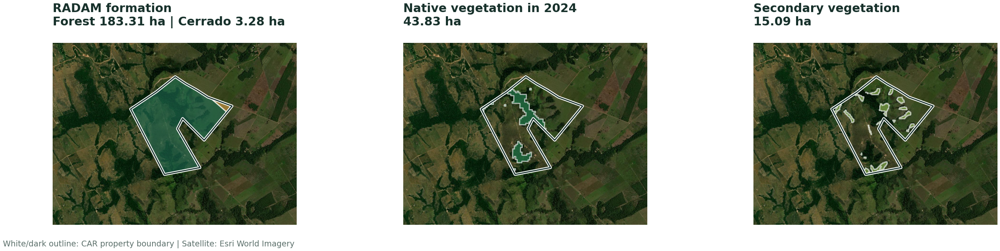 RADAM formation
Forest 183.31 ha | Cerrado 3.28 ha
Native vegetation in 2024
43.83 ha
Secondary vegetation
15.09 ha
White/dark outline: CAR property boundary | Satellite: Esri World Imagery